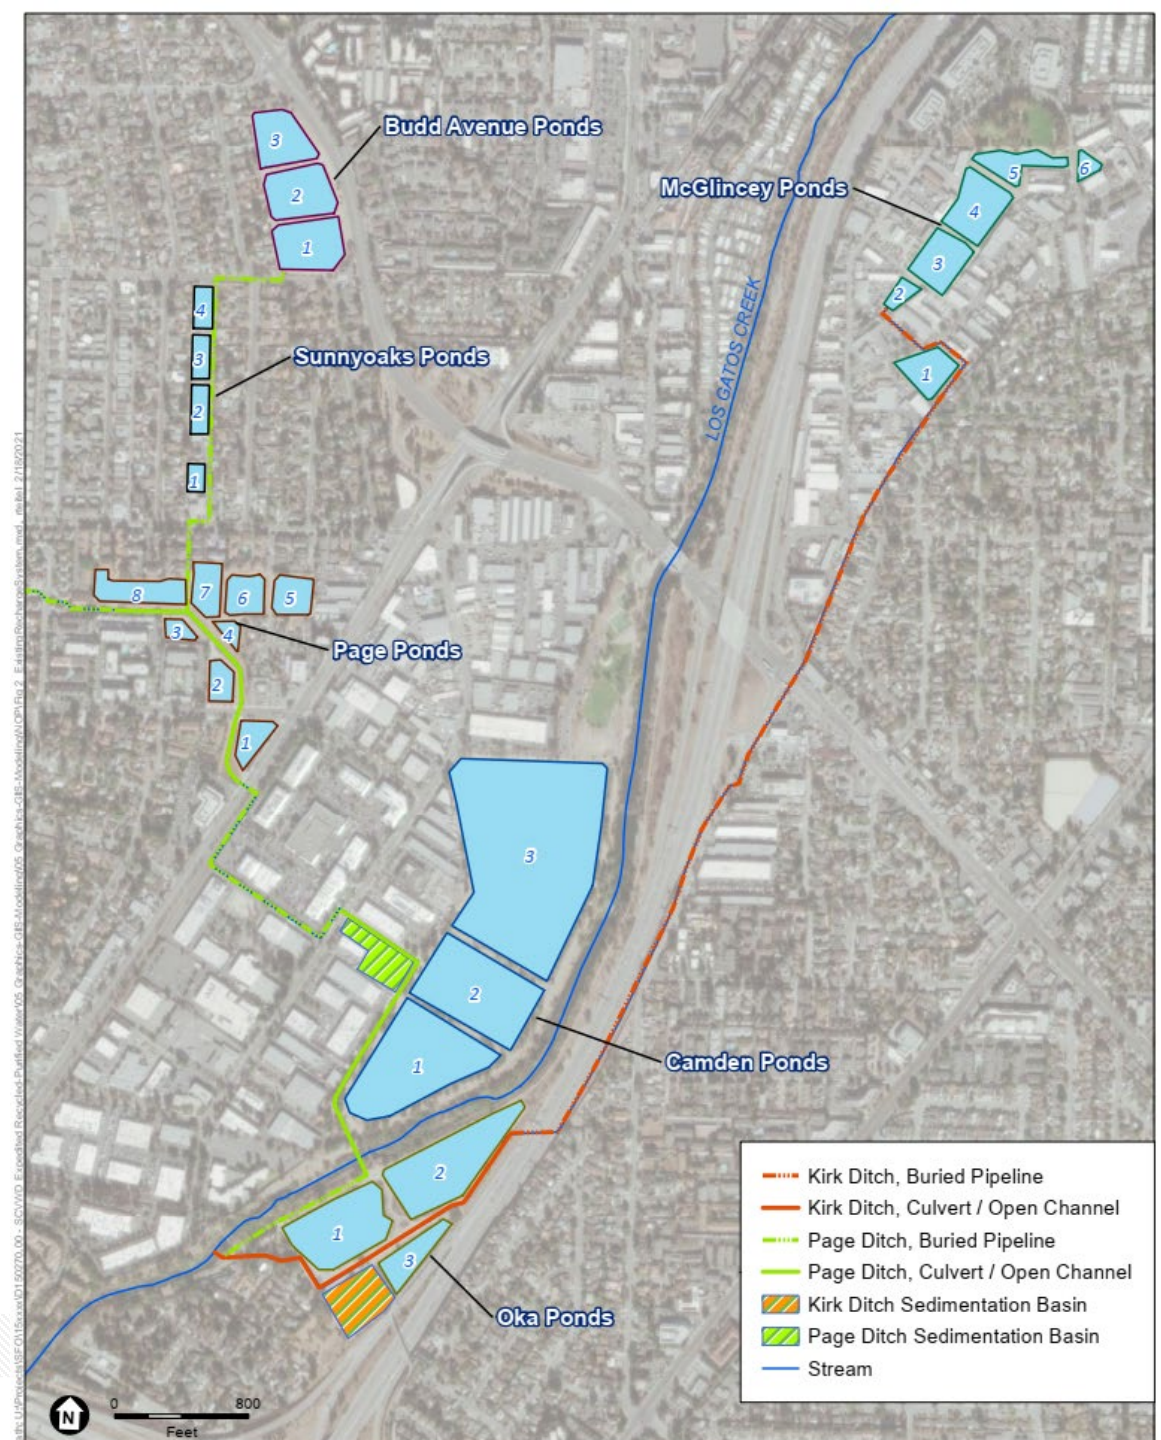 3
Budd Avenue Ponds
2
1
McGlincey Ponds
5
6
4
3
2
1
4
3
Sunnyoaks Ponds
2
1
LOS GATOS CREEK
8
7
6
5
3
4
Page Ponds
2
1
3
2
1
Camden Ponds
2
1
3
Oka Ponds
Kirk Ditch, Buried Pipeline
Kirk Ditch, Culvert / Open Channel
Page Ditch, Buried Pipeline
Page Ditch, Culvert / Open Channel
Kirk Ditch Sedimentation Basin
Page Ditch Sedimentation Basin
Stream
N
0 800
Feet